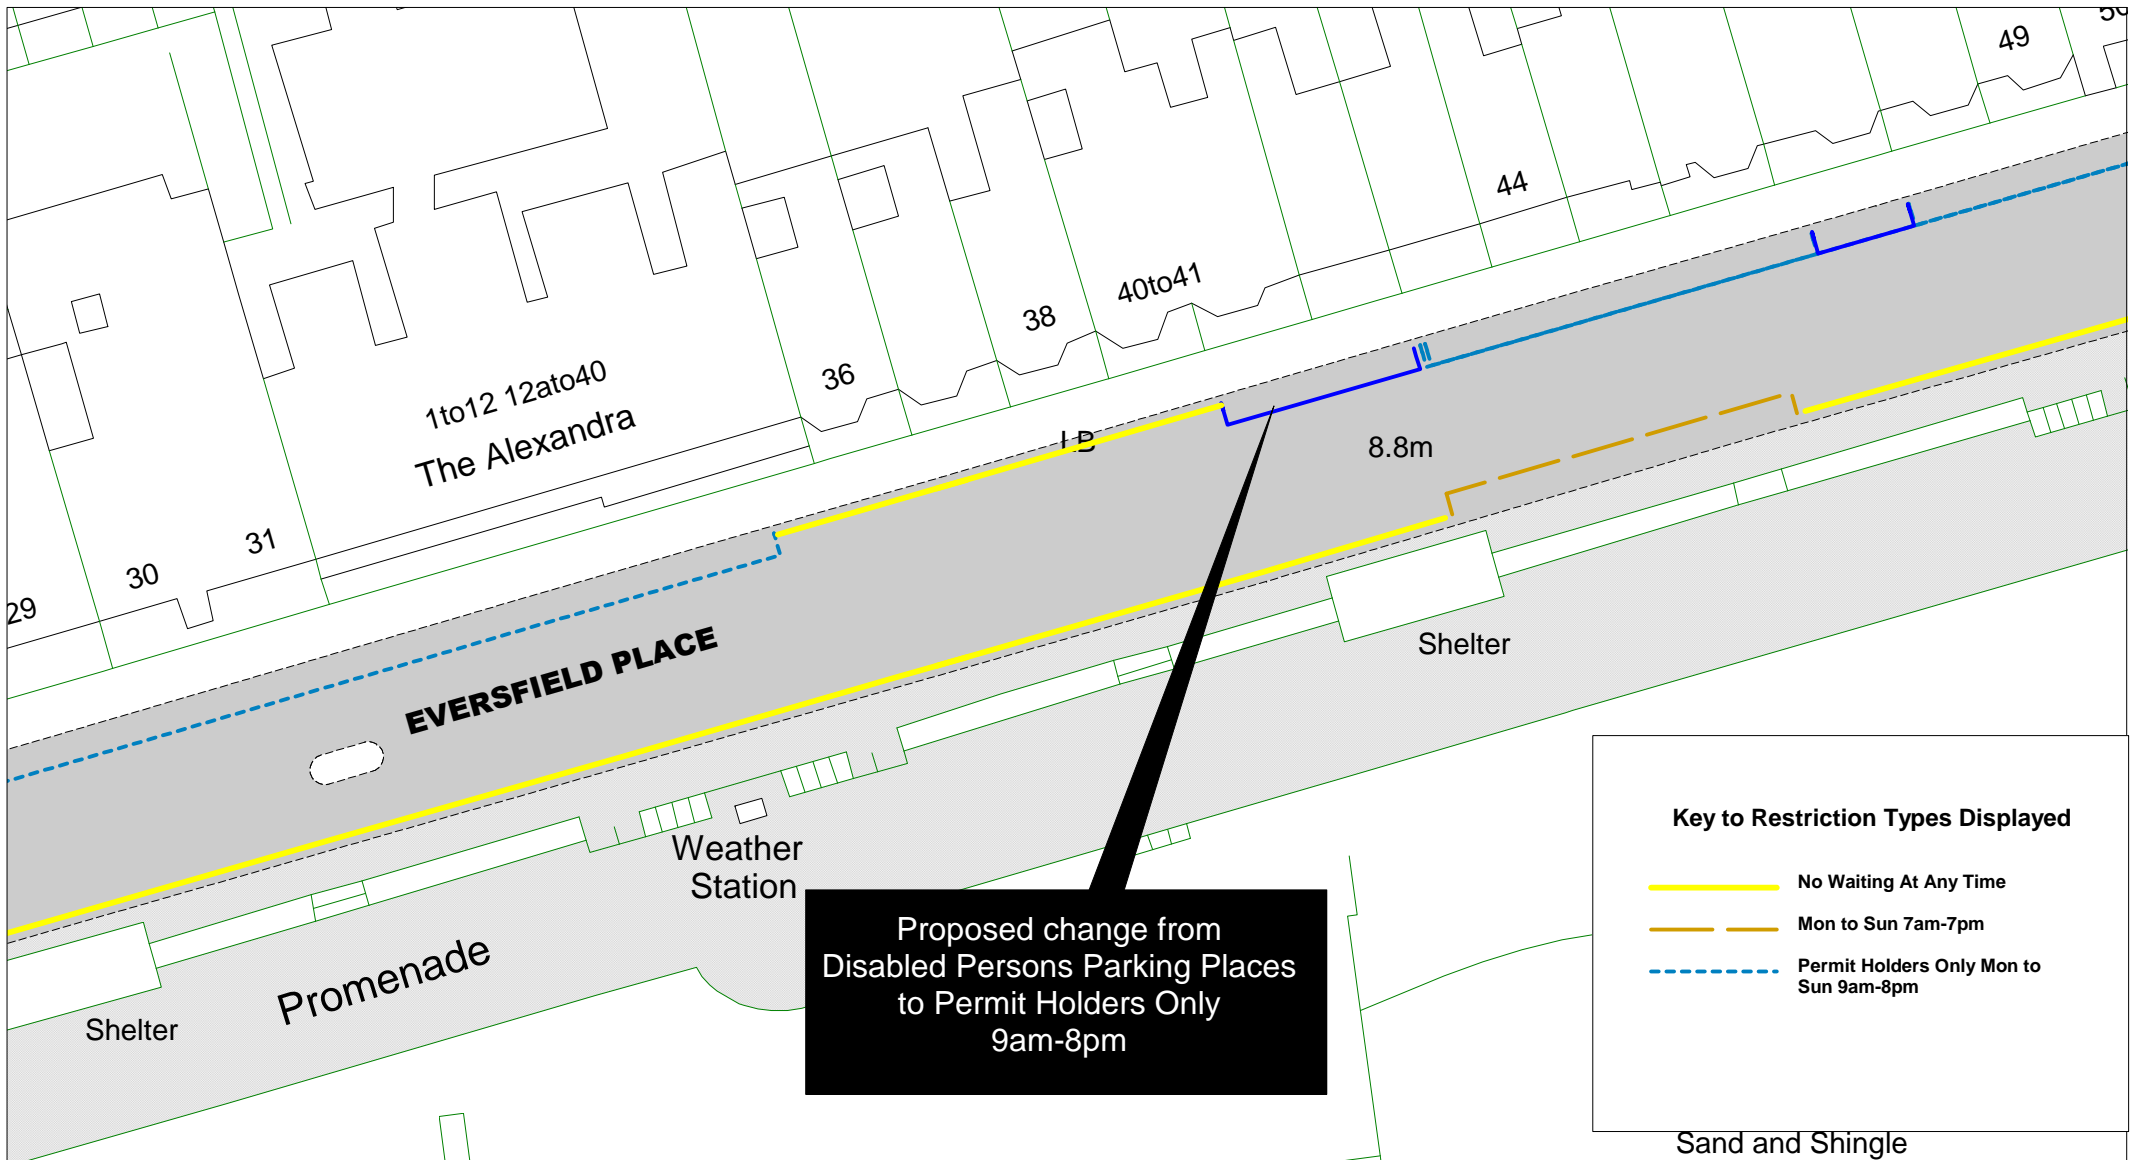 50
49
44
40to41
38
36
1to12 12ato40
The Alexandra
LB
8.8m
31
30
29
EVERSFIELD PLACE
Shelter
Weather
Station
Promenade
Shelter
Proposed change from
Disabled Persons Parking Places
to Permit Holders Only
9am-8pm
Key to Restriction Types Displayed
No Waiting At Any Time
Mon to Sun 7am-7pm
Permit Holders Only Mon to
Sun 9am-8pm
Sand and Shingle